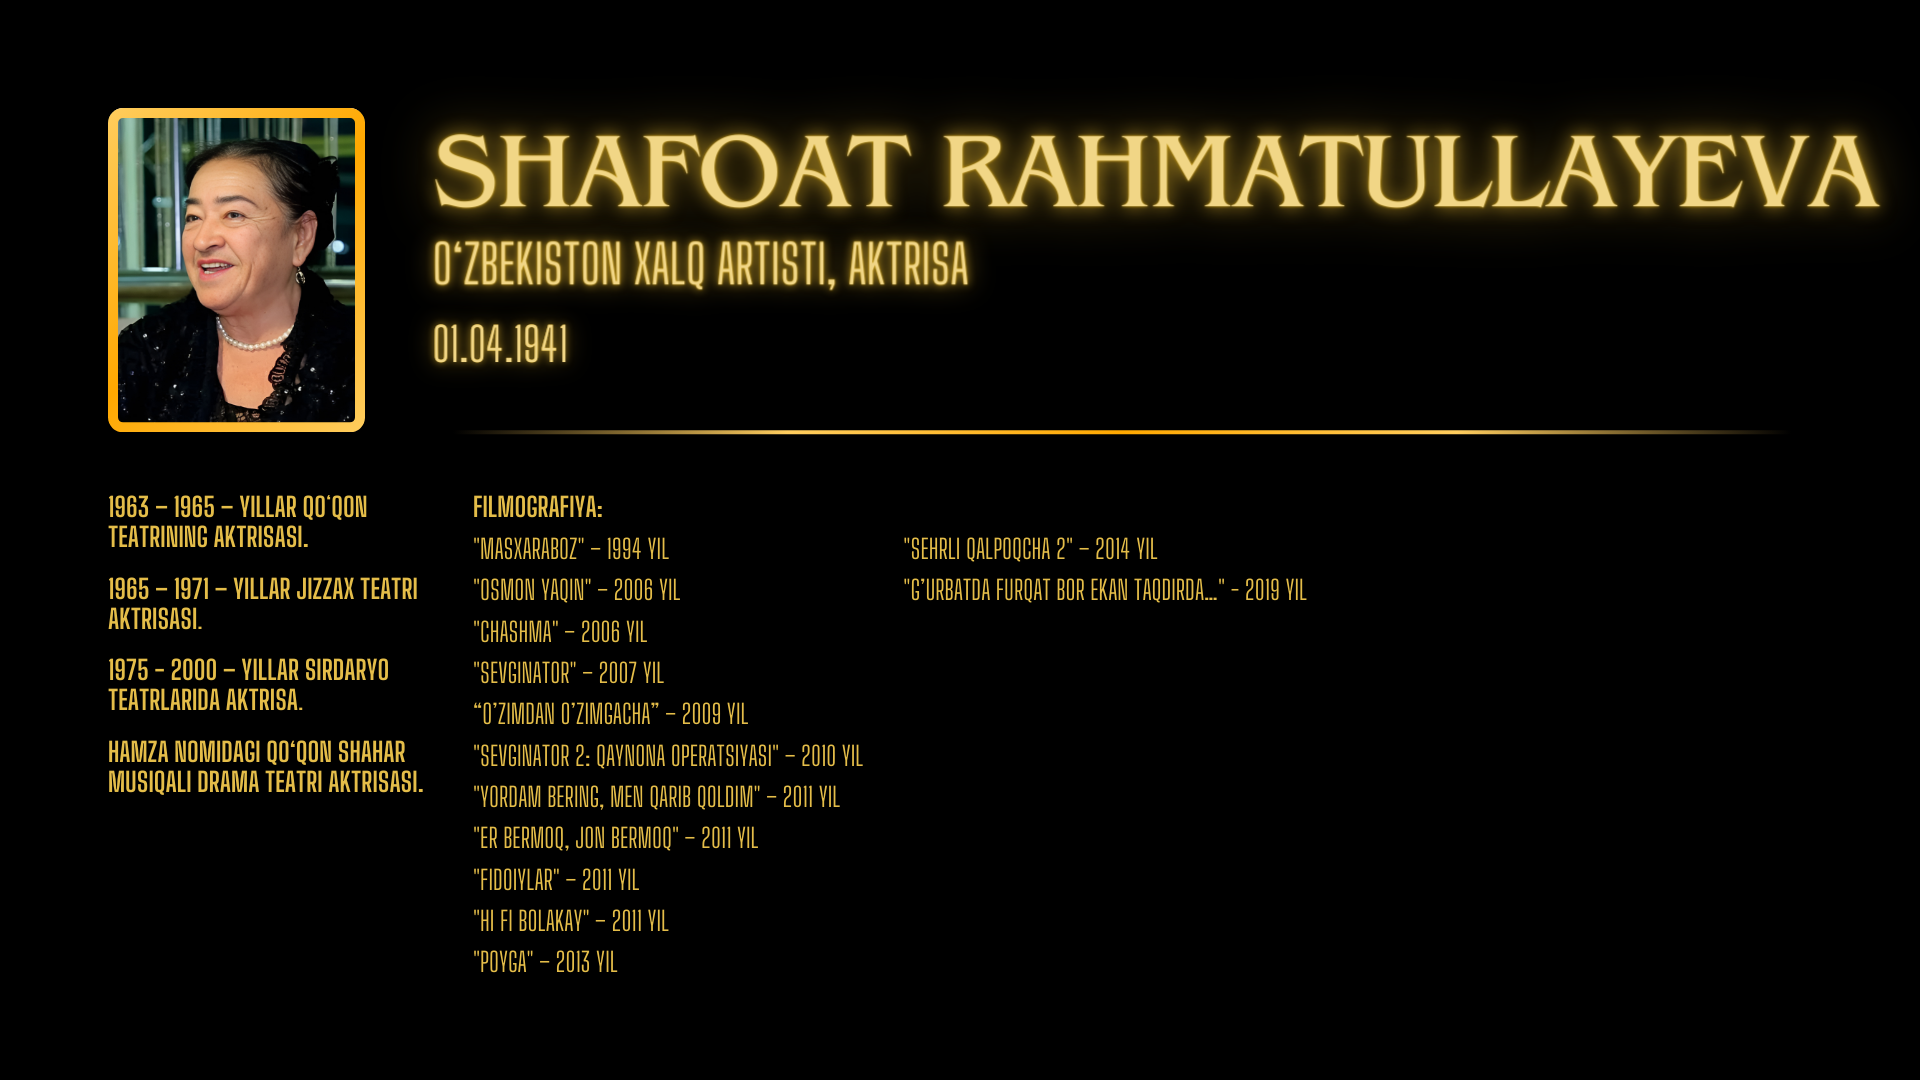 SHAFOAT RAHMATULLAYEVA
O‘ZBEKISTON XALQ ARTISTI, AKTRISA
01.04.1941
1963 – 1965 – YILLAR QO‘QON
TEATRINING AKTRISASI.
1965 – 1971 – YILLAR JIZZAX TEATRI
AKTRISASI.
1975 - 2000 – YILLAR SIRDARYO
TEATRLARIDA AKTRISA.
HAMZA NOMIDAGI QO‘QON SHAHAR
MUSIQALI DRAMA TEATRI AKTRISASI.
FILMOGRAFIYA:
"MASXARABOZ" – 1994 YIL
"OSMON YAQIN" – 2006 YIL
"CHASHMA" – 2006 YIL
"SEVGINATOR" – 2007 YIL
“O’ZIMDAN O’ZIMGACHA” – 2009 YIL
"SEVGINATOR 2: QAYNONA OPERATSIYASI" – 2010 YIL
"YORDAM BERING, MEN QARIB QOLDIM" – 2011 YIL
"ER BERMOQ, JON BERMOQ" – 2011 YIL
"FIDOIYLAR" – 2011 YIL
"HI FI BOLAKAY" – 2011 YIL
"POYGA" – 2013 YIL
"SEHRLI QALPOQCHA 2" – 2014 YIL
"G’URBATDA FURQAT BOR EKAN TAQDIRDA..." - 2019 YIL